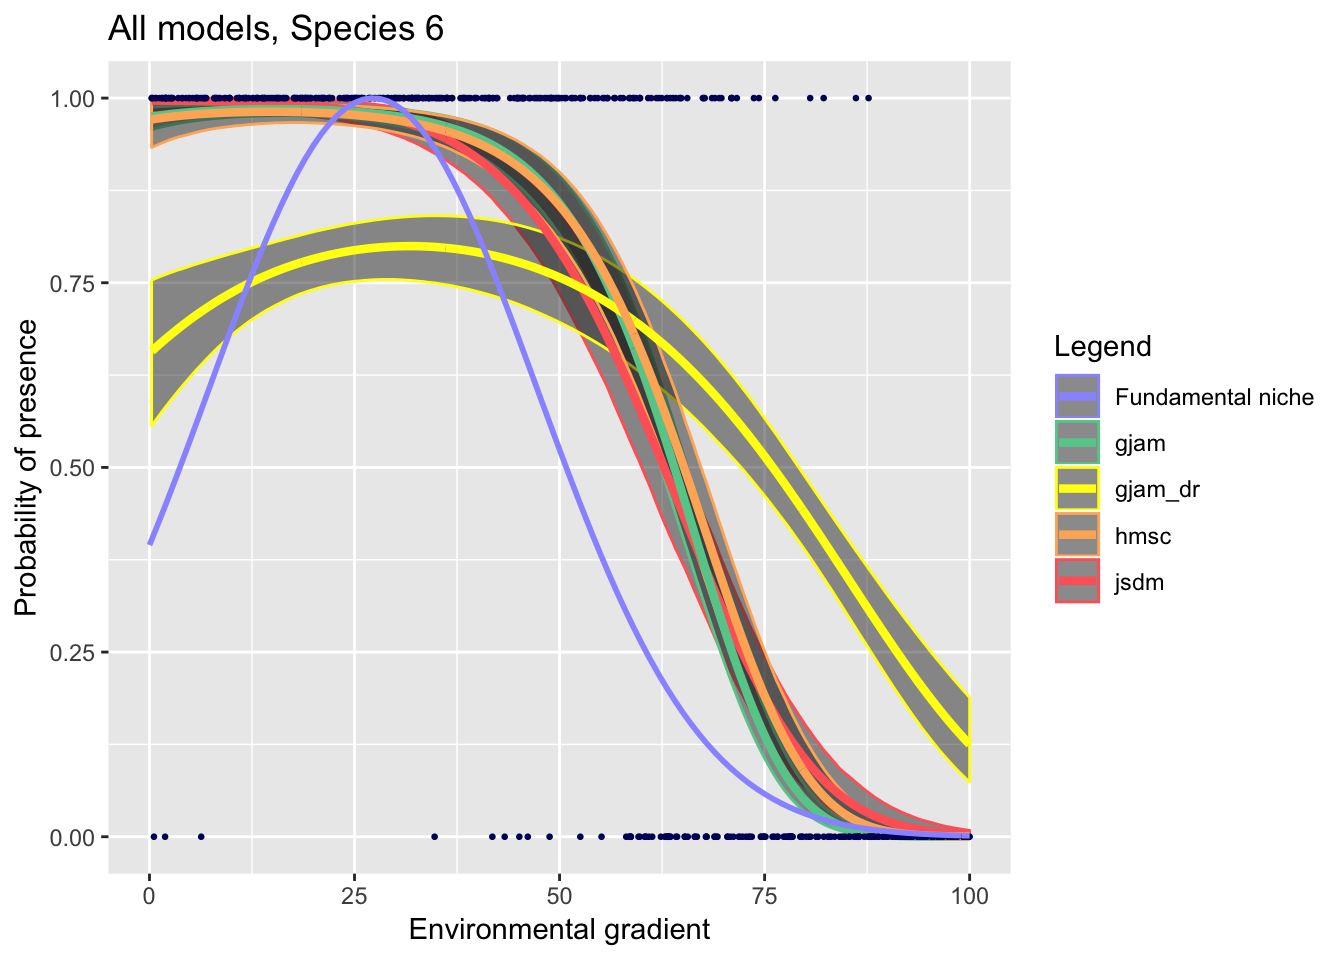 All models, Species 6
1.00
0.75
0.50
0.25
0.00
Probability of presence
0
25
50
75
100
Environmental gradient
Legend
Fundamental niche
gjam
gjam_dr
hmsc
jsdm